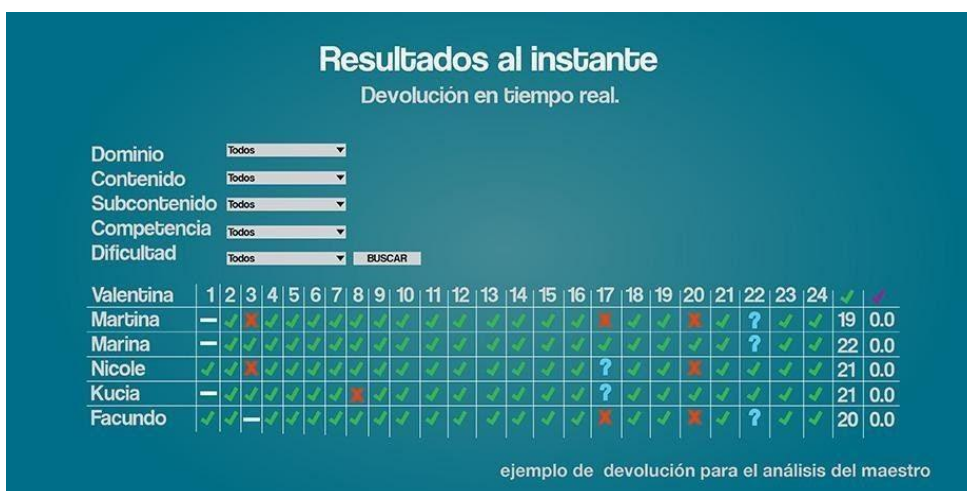 Resultados al instante
Devolución en tiempo real.
Dominio Todos
Contenido Todos
Subcontenido Todos
Competencia Todos
Dificultad Todos BUSCAR
Valentina 1 2 3 4 5 6 7 8 9 10 11 12 13 14 15 16 17 18 19 20 21 22 23 24 ✓ ✓
Martina – ✓ X ✓ ✓ ✓ ✓ ✓ ✓ ✓ ✓ ✓ ✓ ✓ ✓ ✓ X ✓ ✓ X ✓ ? ✓ ✓ 19 0.0
Marina – ✓ ✓ ✓ ✓ ✓ ✓ ✓ ✓ ✓ ✓ ✓ ✓ ✓ ✓ ✓ ✓ ✓ ✓ ✓ ✓ ? ✓ ✓ 22 0.0
Nicole ✓ ✓ X ✓ ✓ ✓ ✓ ✓ ✓ ✓ ✓ ✓ ✓ ✓ ✓ ✓ ? ✓ ✓ X ✓ ✓ ✓ ✓ 21 0.0
Kucia – ✓ ✓ ✓ ✓ ✓ ✓ X ✓ ✓ ✓ ✓ ✓ ✓ ✓ ✓ ? ✓ ✓ ✓ ✓ ✓ ✓ ✓ 21 0.0
Facundo ✓ ✓ – ✓ ✓ ✓ ✓ ✓ ✓ ✓ ✓ ✓ ✓ ✓ ✓ ✓ X ✓ ✓ X ✓ ? ✓ ✓ 20 0.0
ejemplo de devolución para el análisis del maestro